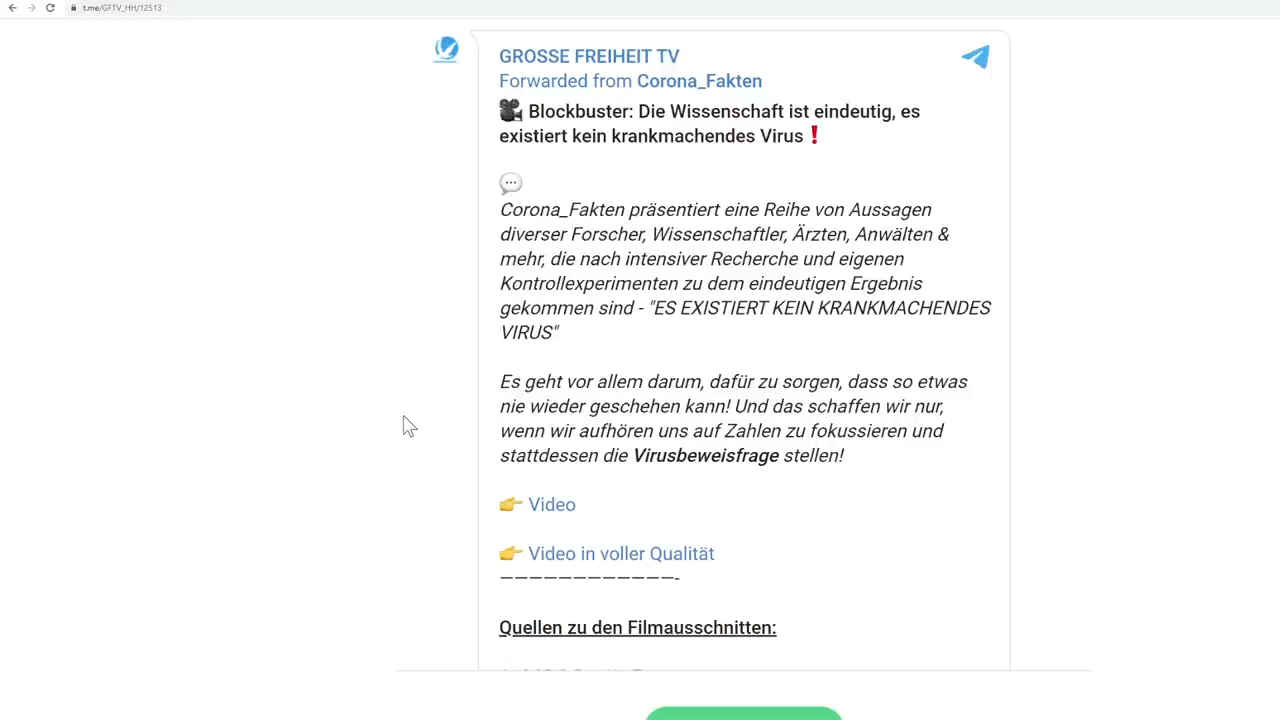 t.me/GFTV_HH/12513
GROSSE FREIHEIT TV
Forwarded from Corona_Fakten
🎥 Blockbuster: Die Wissenschaft ist eindeutig, es
existiert kein krankmachendes Virus❗
💬
Corona_Fakten präsentiert eine Reihe von Aussagen
diverser Forscher, Wissenschaftler, Ärzten, Anwälten &
mehr, die nach intensiver Recherche und eigenen
Kontrollexperimenten zu dem eindeutigen Ergebnis
gekommen sind - "ES EXISTIERT KEIN KRANKMACHENDES
VIRUS"
Es geht vor allem darum, dafür zu sorgen, dass so etwas
nie wieder geschehen kann! Und das schaffen wir nur,
wenn wir aufhören uns auf Zahlen zu fokussieren und
stattdessen die Virusbeweisfrage stellen!
👉 Video
👉 Video in voller Qualität
————————————-
Quellen zu den Filmausschnitten: